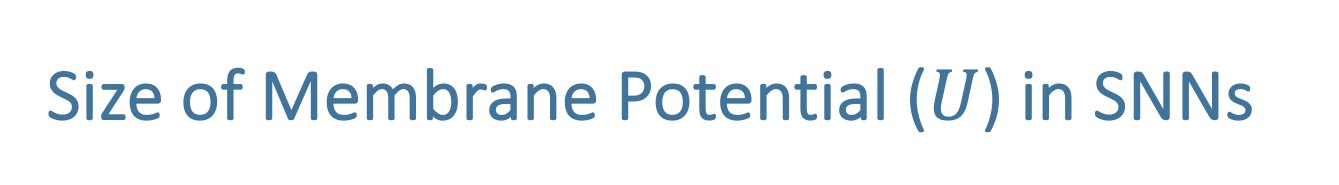 Size of Membrane Potential (𝑈) in SNNs